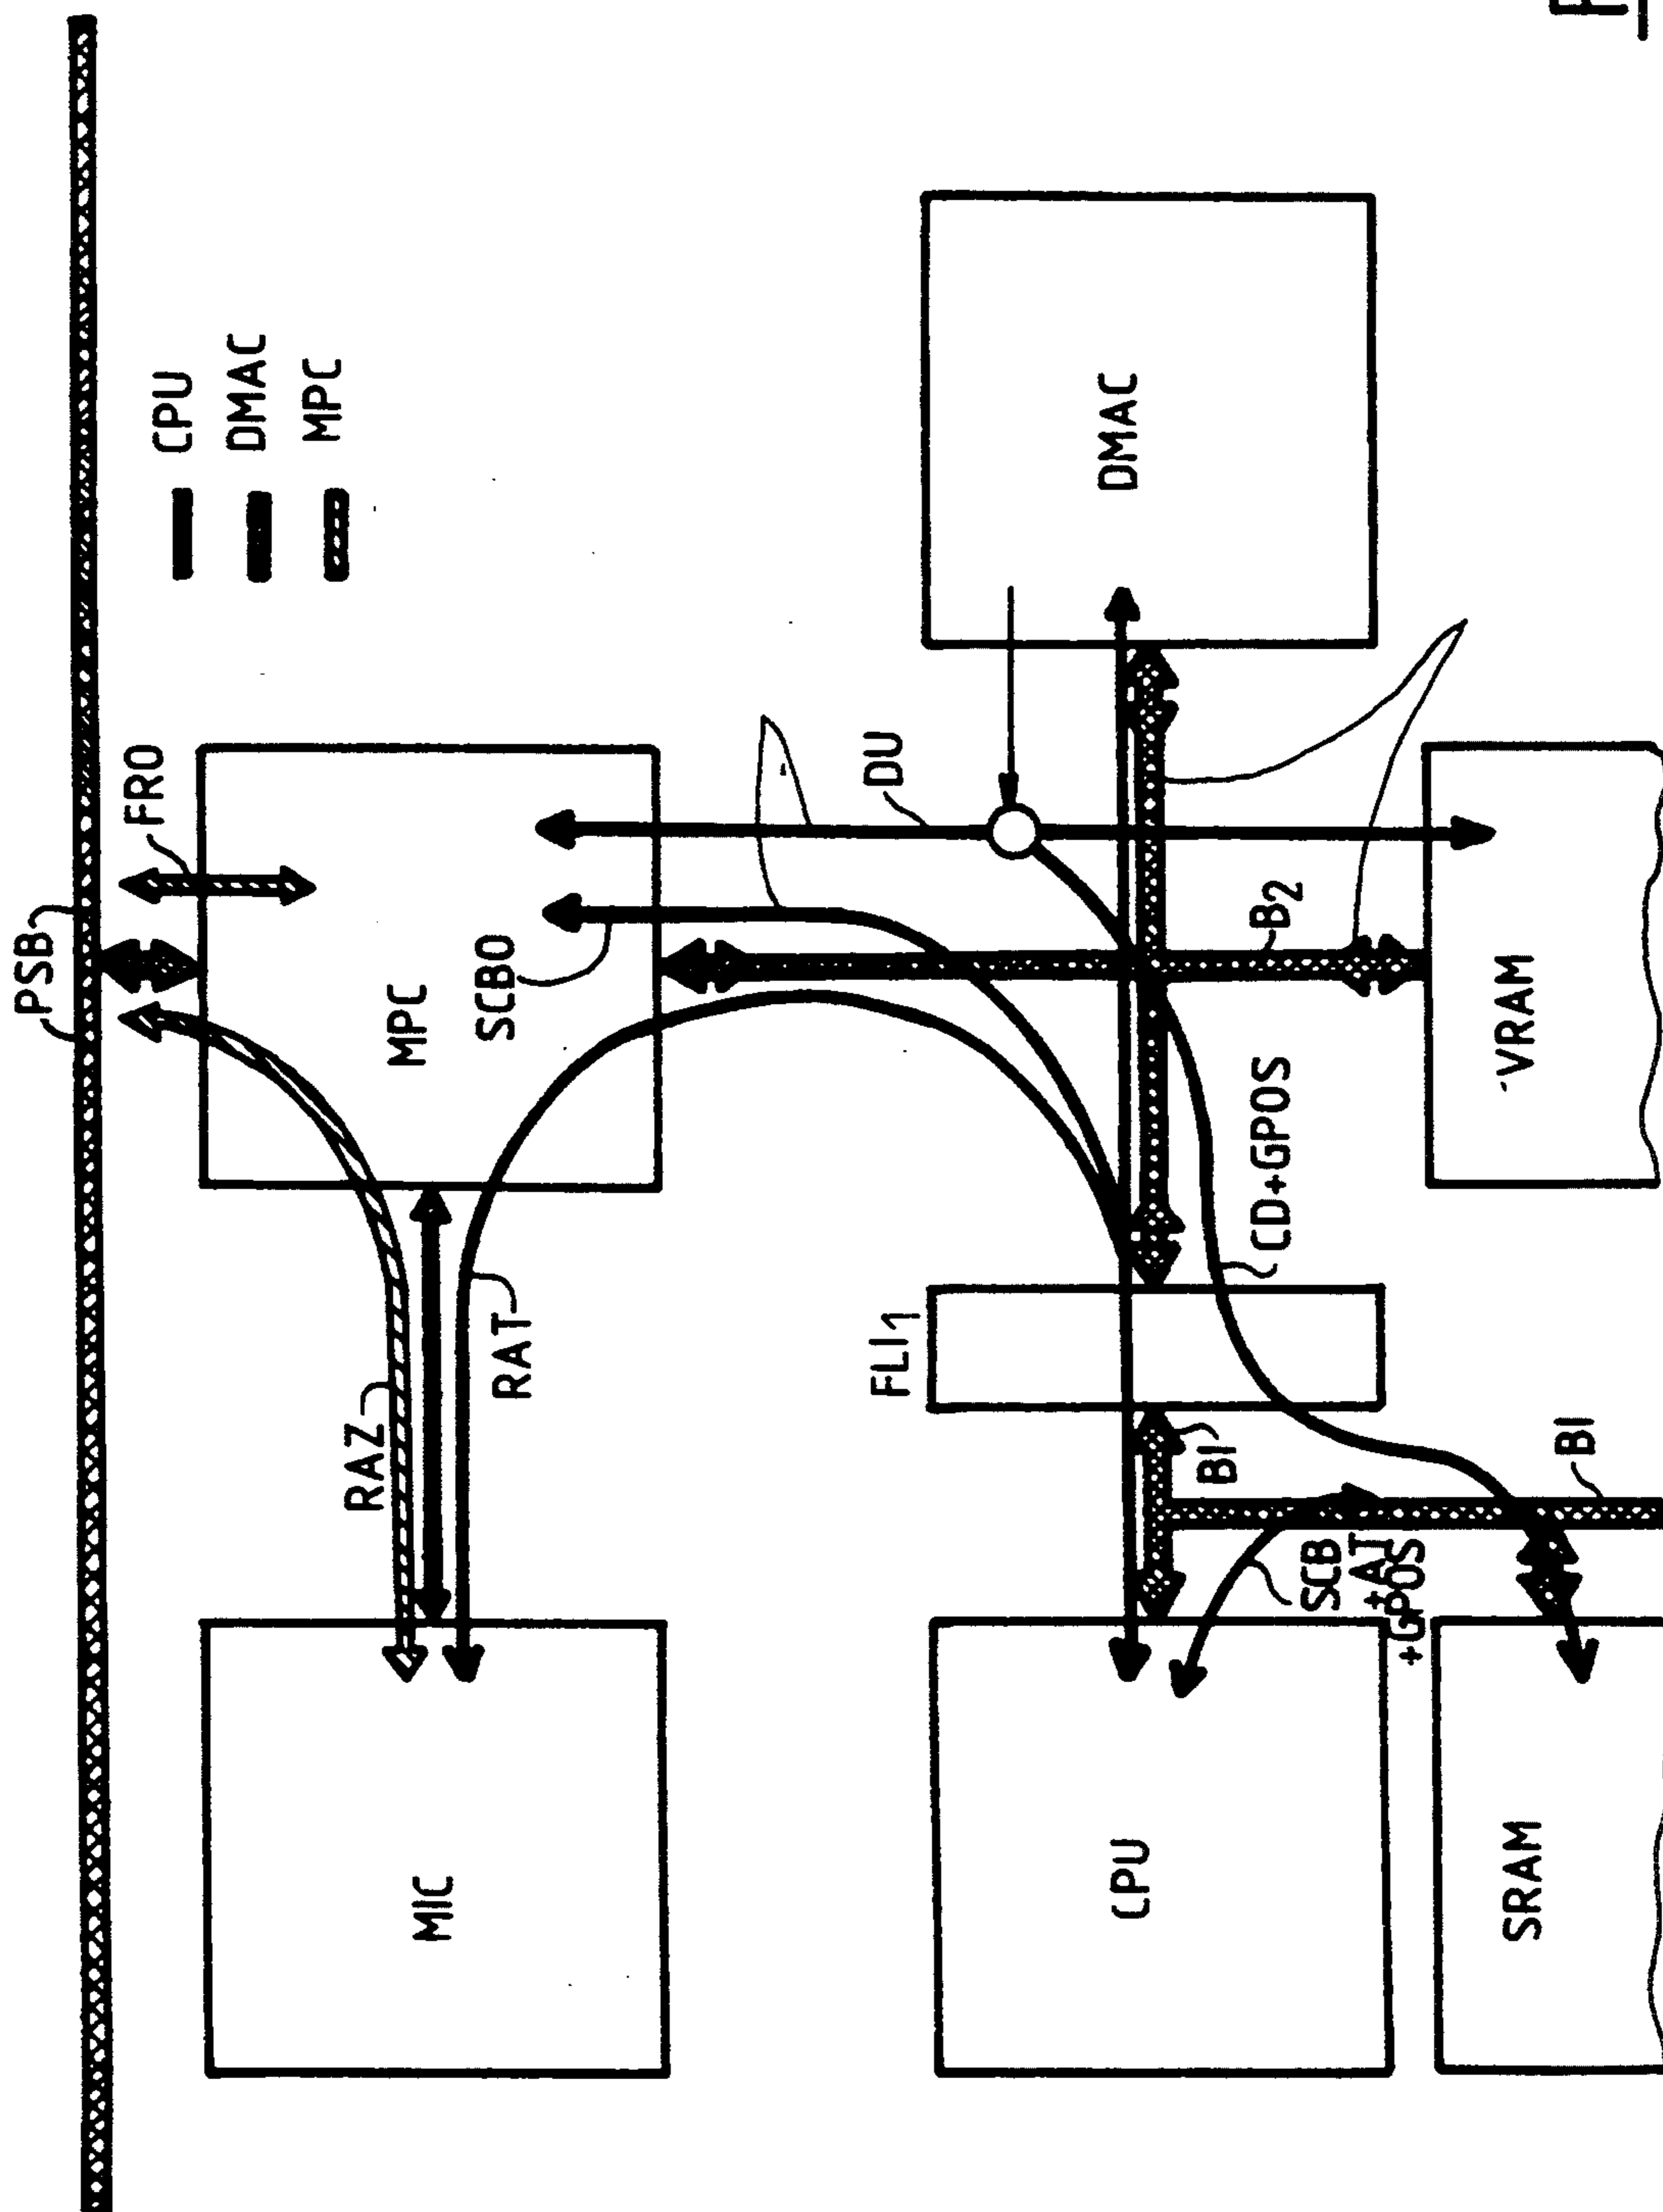 PSB
FRO
CPU
DMAC
MPC
RAZ
MIC
MPC
SCBO
RAT
DU
FLI1
DMAC
CPU
BI
B2
CD+GPOS
SCB
+AT
+GPOS
BI
SRAM
VRAM